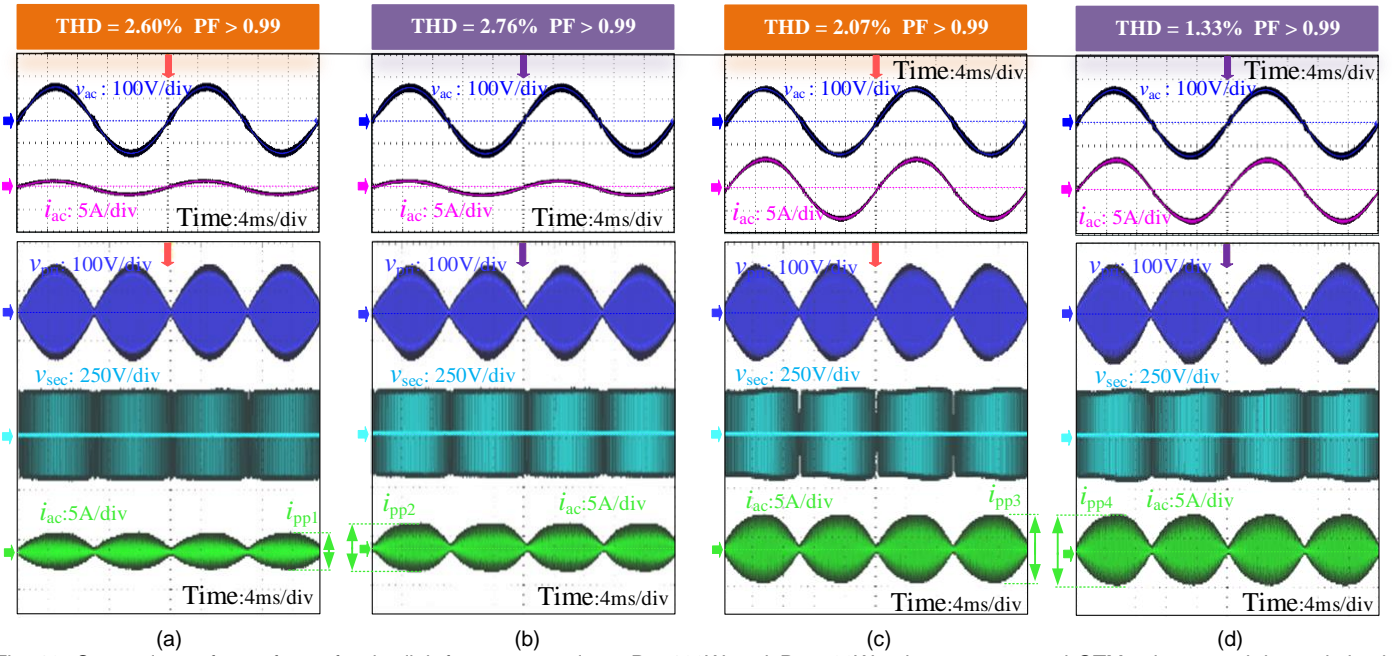 THD = 2.60% PF > 0.99
THD = 2.76% PF > 0.99
THD = 2.07% PF > 0.99
THD = 1.33% PF > 0.99
vac : 100V/div
iac: 5A/div
Time:4ms/div
vac : 100V/div
iac: 5A/div
Time:4ms/div
Time:4ms/div
vac : 100V/div
iac: 5A/div
Time:4ms/div
vac : 100V/div
iac: 5A/div
vpri: 100V/div
vsec: 250V/div
iac:5A/div
ipp1
Time:4ms/div
100V/div
vsec: 250V/div
ipp2
iac:5A/div
Time:4ms/div
100V/div
vsec: 250V/div
iac:5A/div
ipp3
Time:4ms/div
100V/div
vsec: 250V/div
ipp4
iac:5A/div
Time:4ms/div
(a)
(b)
(c)
(d)